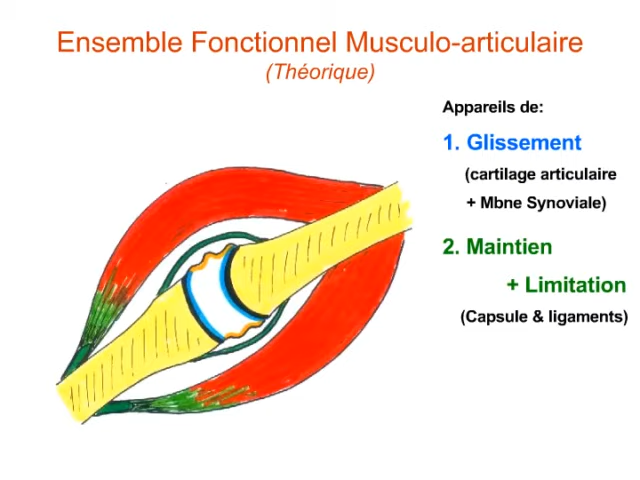 Ensemble Fonctionnel Musculo-articulaire
(Théorique)
Appareils de:
1. Glissement
(cartilage articulaire
+ Mbne Synoviale)
2. Maintien
+ Limitation
(Capsule & ligaments)